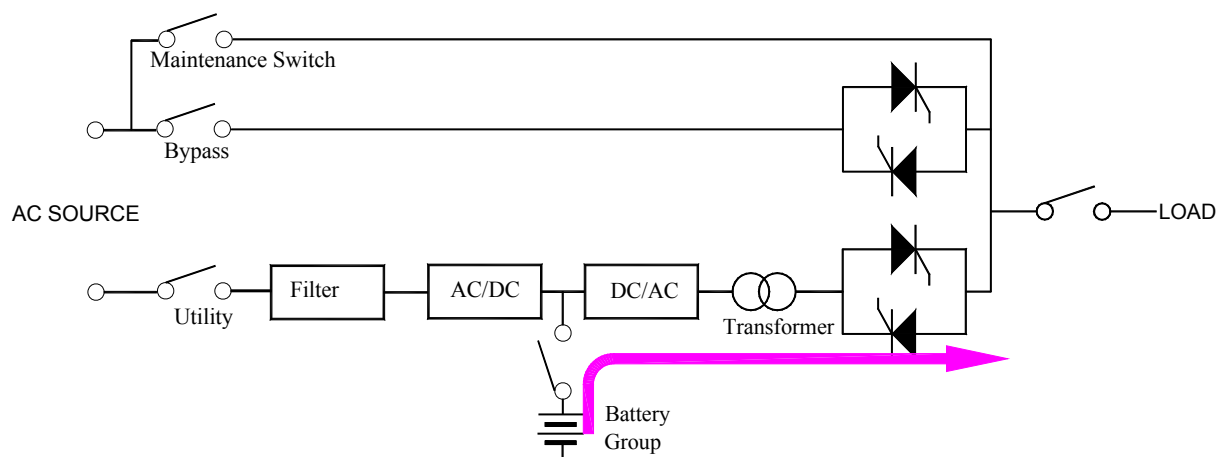 Maintenance Switch
Bypass
AC SOURCE
LOAD
Filter
AC/DC
DC/AC
Utility
Transformer
Battery
Group